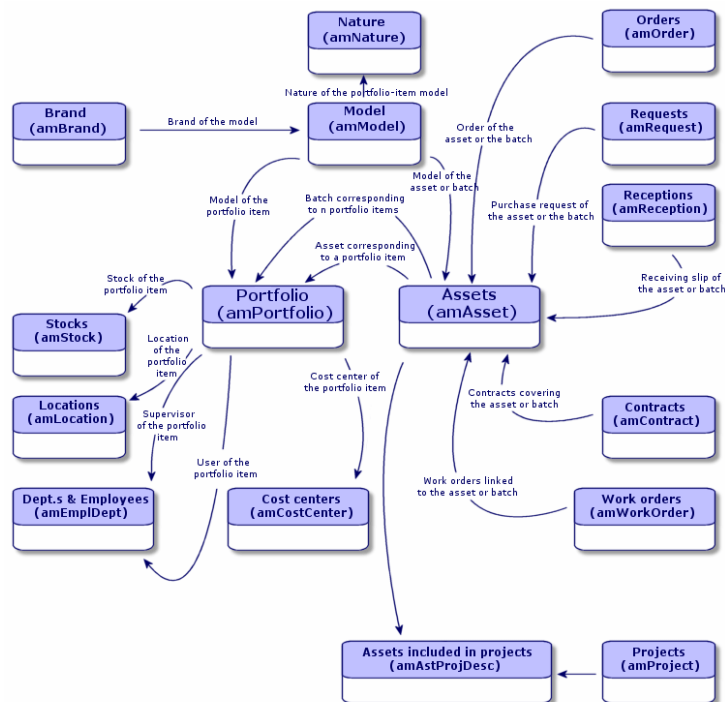 Nature
(amNature)
Orders
(amOrder)
Nature of the portfolio-item model
Brand
(amBrand)
Brand of the model
Model
(amModel)
Requests
(amRequest)
Order of the
asset or the batch
Model of the
asset or batch
Model of the
portfolio item
Batch corresponding
to n portfolio items
Purchase request of
the asset or the batch
Receptions
(amReception)
Asset corresponding
to a portfolio item
Stock of the
portfolio item
Receiving slip of
the asset or batch
Portfolio
(amPortfolio)
Assets
(amAsset)
Stocks
(amStock)
Location
of the
portfolio
item
Cost center of
the portfolio item
Contracts covering
the asset or batch
Locations
(amLocation)
Supervisor
of the portfolio
item
Contracts
(amContract)
User of the
portfolio item
Work orders linked
to the asset or batch
Dept.s & Employees
(amEmplDept)
Cost centers
(amCostCenter)
Work orders
(amWorkOrder)
Assets included in projects
(amAstProjDesc)
Projects
(amProject)